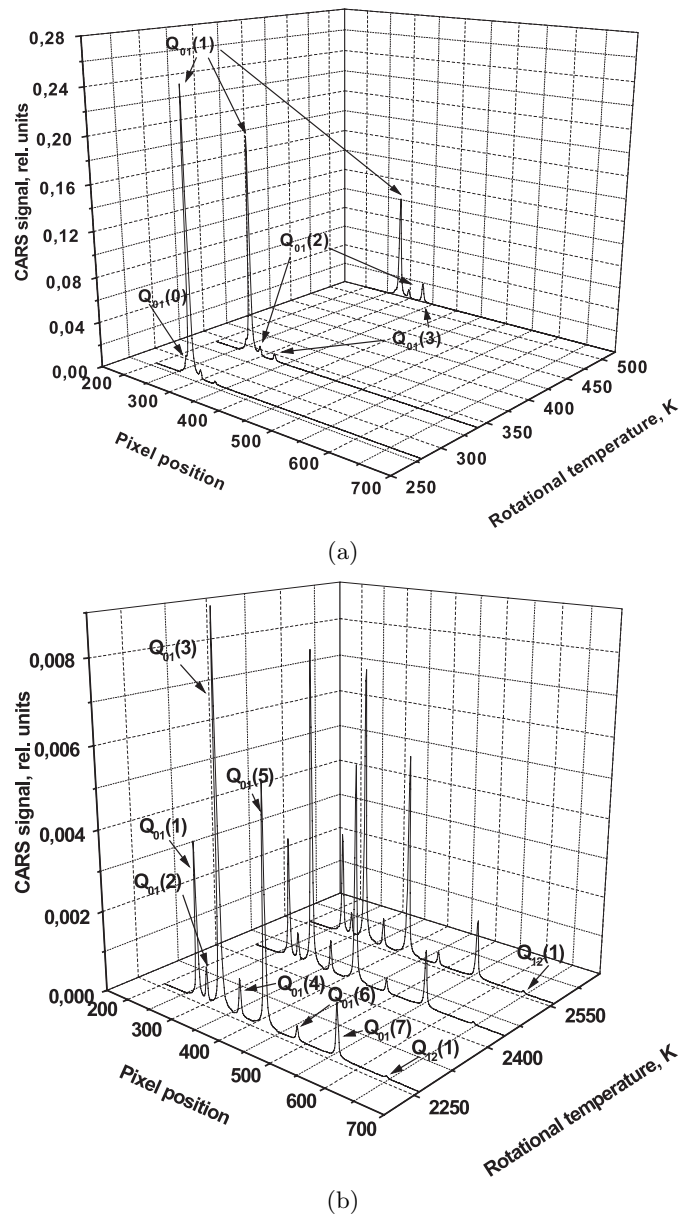 0,28
0,24
0,20
0,16
0,12
0,08
0,04
0,00
CARS signal, rel. units
Q01(1)
Q01(2)
Q01(0)
Q01(3)
200
300
400
500
600
700
Pixel position
250
300
350
400
450
500
Rotational temperature, K
(a)
0,008
0,006
0,004
0,002
0,000
CARS signal, rel. units
Q01(3)
Q01(5)
Q01(1)
Q01(2)
Q01(4)
Q01(6)
Q01(7)
Q12(1)
Q12(1)
200
300
400
500
600
700
Pixel position
2250
2400
2550
Rotational temperature, K
(b)